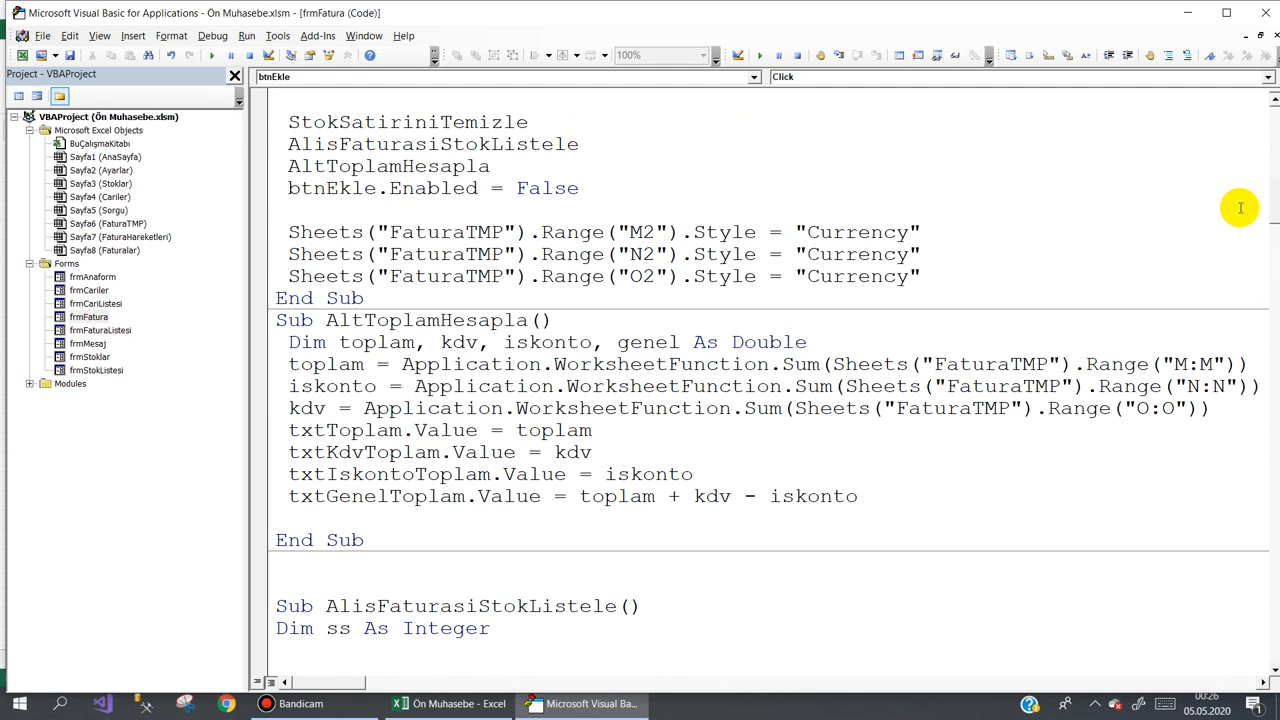 Microsoft Visual Basic for Applications - Ön Muhasebe.xlsm - [frmFatura (Code)]
File Edit View Insert Format Debug Run Tools Add-Ins Window Help
100%
Project - VBAProject
btnEkle
Click
VBAProject (Ön Muhasebe.xlsm)
Microsoft Excel Objects
BuÇalışmaKitabı
Sayfa1 (AnaSayfa)
Sayfa2 (Ayarlar)
Sayfa3 (Stoklar)
Sayfa4 (Cariler)
Sayfa5 (Sorgu)
Sayfa6 (FaturaTMP)
Sayfa7 (FaturaHareketleri)
Sayfa8 (Faturalar)
Forms
frmAnaform
frmCariler
frmCariListesi
frmFatura
frmFaturaListesi
frmMesaj
frmStoklar
frmStokListesi
Modules
StokSatiriniTemizle
AlisFaturasiStokListele
AltToplamHesapla
btnEkle.Enabled = False
Sheets("FaturaTMP").Range("M2").Style = "Currency"
Sheets("FaturaTMP").Range("N2").Style = "Currency"
Sheets("FaturaTMP").Range("O2").Style = "Currency"
End Sub
Sub AltToplamHesapla()
Dim toplam, kdv, iskonto, genel As Double
toplam = Application.WorksheetFunction.Sum(Sheets("FaturaTMP").Range("M:M"))
iskonto = Application.WorksheetFunction.Sum(Sheets("FaturaTMP").Range("N:N"))
kdv = Application.WorksheetFunction.Sum(Sheets("FaturaTMP").Range("O:O"))
txtToplam.Value = toplam
txtKdvToplam.Value = kdv
txtIskontoToplam.Value = iskonto
txtGenelToplam.Value = toplam + kdv - iskonto
End Sub
Sub AlisFaturasiStokListele()
Dim ss As Integer
Bandicam
Ön Muhasebe - Excel
Microsoft Visual Ba...
00:26
05.05.2020